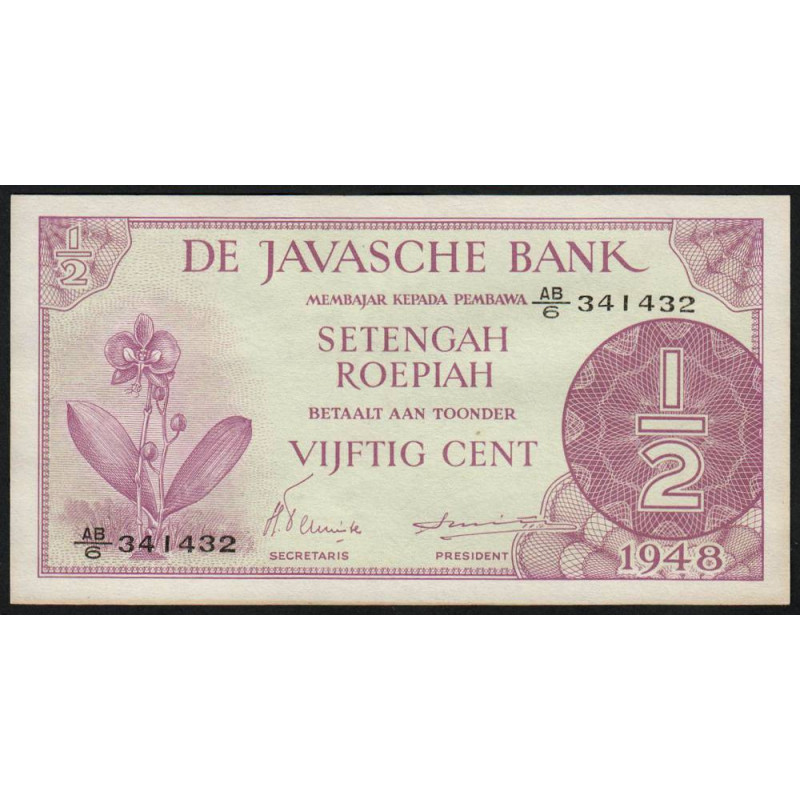 1/2
DE JAVASCHE BANK
MEMBAJAR KEPADA PEMBAWA AB/6 341432
SETENGAH
ROEPIAH
BETAALT AAN TOONDER
VIJFTIG CENT
1/2
AB/6 341432
SECRETARIS PRESIDENT
1948